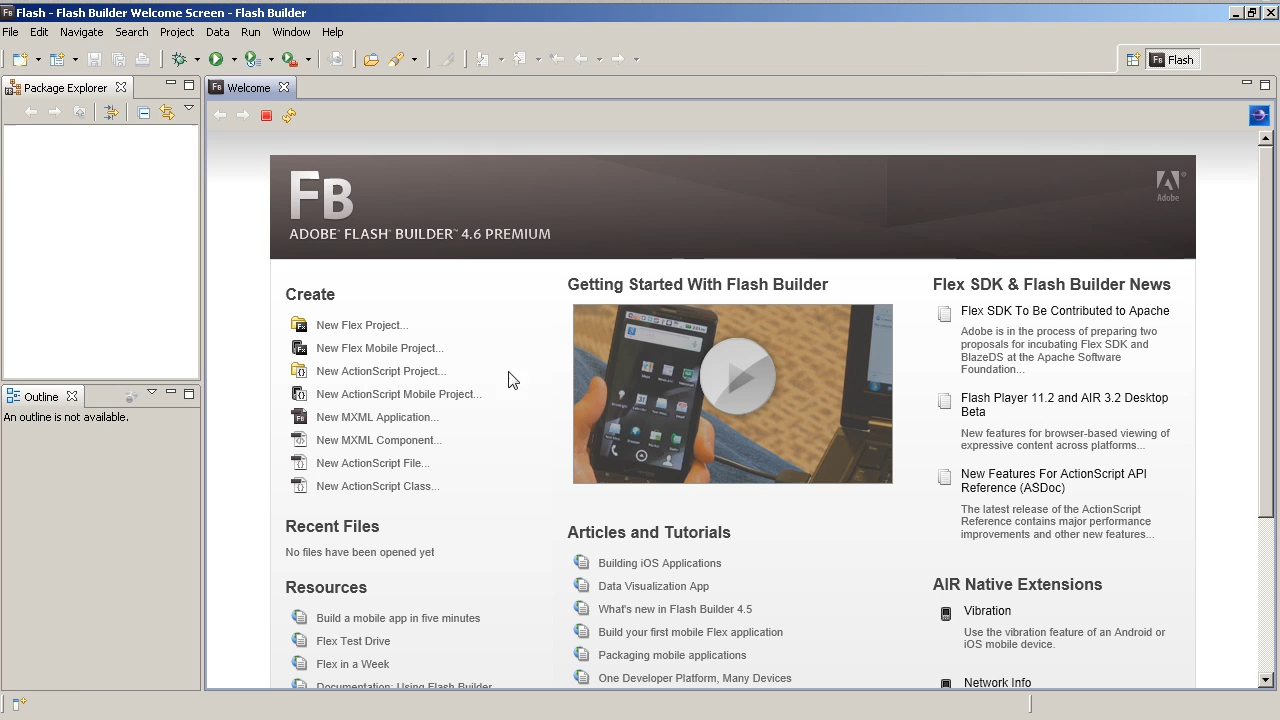 Flash - Flash Builder Welcome Screen - Flash Builder
File Edit Navigate Search Project Data Run Window Help
Flash
Package Explorer
Welcome
FB
ADOBE® FLASH® BUILDER™ 4.6 PREMIUM
Adobe
Create
New Flex Project...
New Flex Mobile Project...
New ActionScript Project...
New ActionScript Mobile Project...
New MXML Application...
New MXML Component...
New ActionScript File...
New ActionScript Class...
Recent Files
No files have been opened yet
Resources
Build a mobile app in five minutes
Flex Test Drive
Flex in a Week
Documentation: Using Flash Builder
Getting Started With Flash Builder
Articles and Tutorials
Building iOS Applications
Data Visualization App
What's new in Flash Builder 4.5
Build your first mobile Flex application
Packaging mobile applications
One Developer Platform, Many Devices
Flex SDK & Flash Builder News
Flex SDK To Be Contributed to Apache
Adobe is in the process of preparing two
proposals for incubating Flex SDK and
BlazeDS at the Apache Software
Foundation...
Flash Player 11.2 and AIR 3.2 Desktop
Beta
New features for browser-based viewing of
expressive content across platforms...
New Features For ActionScript API
Reference (ASDoc)
The latest release of the ActionScript
Reference contains major performance
improvements and other new features...
AIR Native Extensions
Vibration
Use the vibration feature of an Android or
iOS mobile device.
Network Info
Outline
An outline is not available.